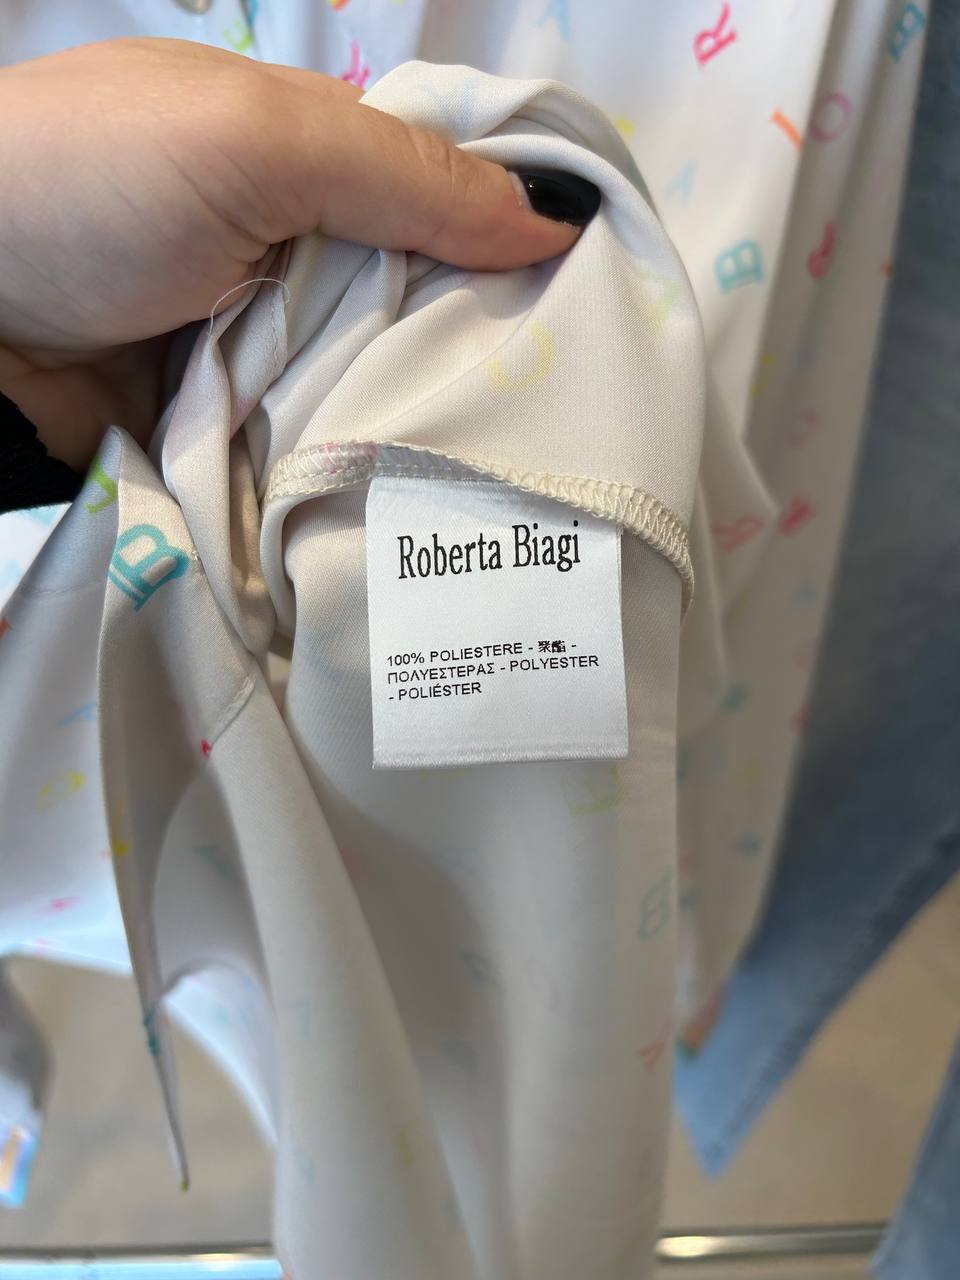 Roberta Biagi
100% POLIESTERE - 聚酯 -
ΠΟΛΥΕΣΤΕΡΑΣ - POLYESTER
- POLIÉSTER